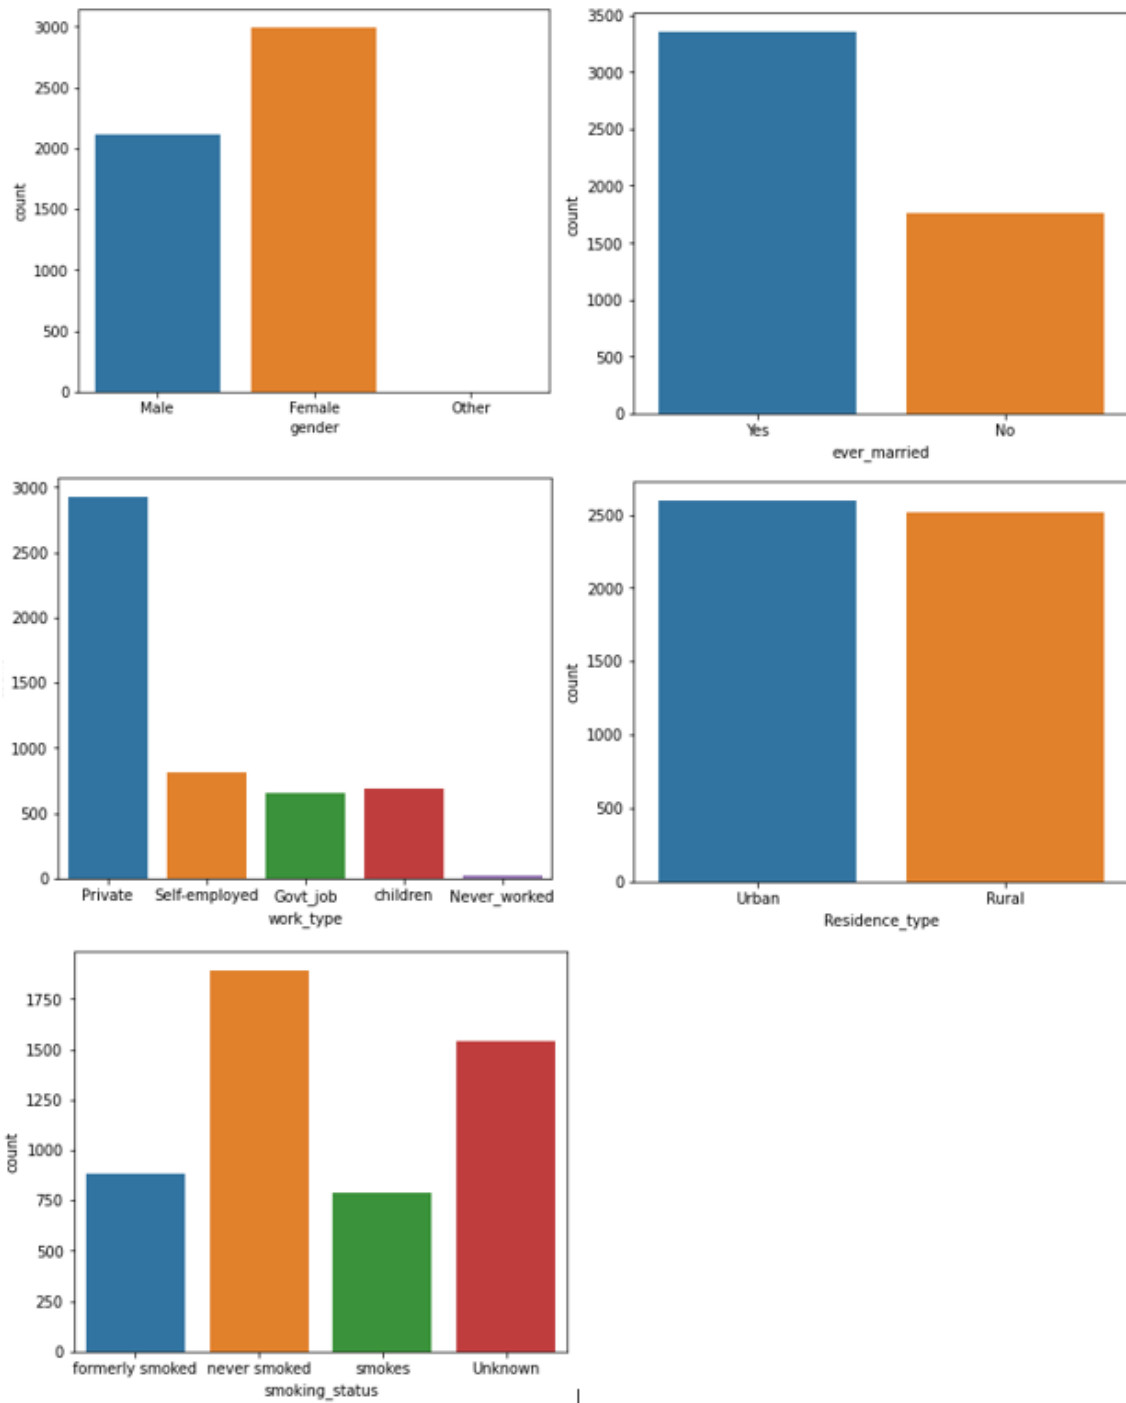 3000
2500
2000
1500
1000
500
0
count
Male Female Other
gender
3500
3000
2500
2000
1500
1000
500
0
count
Yes No
ever_married
3000
2500
2000
1500
1000
500
0
Private Self-employed Govt_job children Never_worked
work_type
2500
2000
1500
1000
500
0
count
Urban Rural
Residence_type
1750
1500
1250
1000
750
500
250
0
count
formerly smoked never smoked smokes Unknown
smoking_status